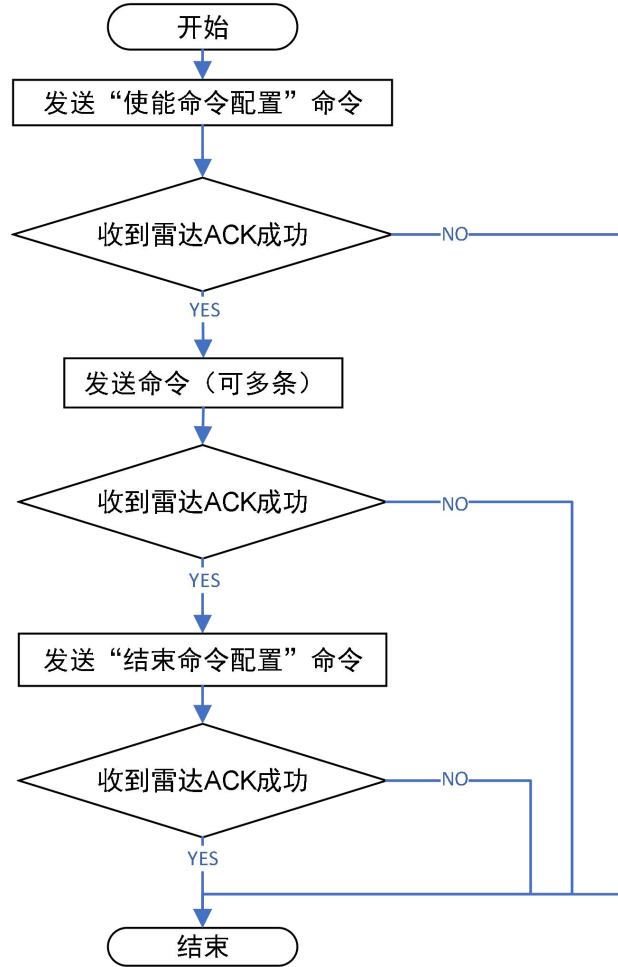 开始
发送“使能命令配置”命令
收到雷达ACK成功
NO
YES
发送命令（可多条）
收到雷达ACK成功
NO
YES
发送“结束命令配置”命令
收到雷达ACK成功
NO
YES
结束